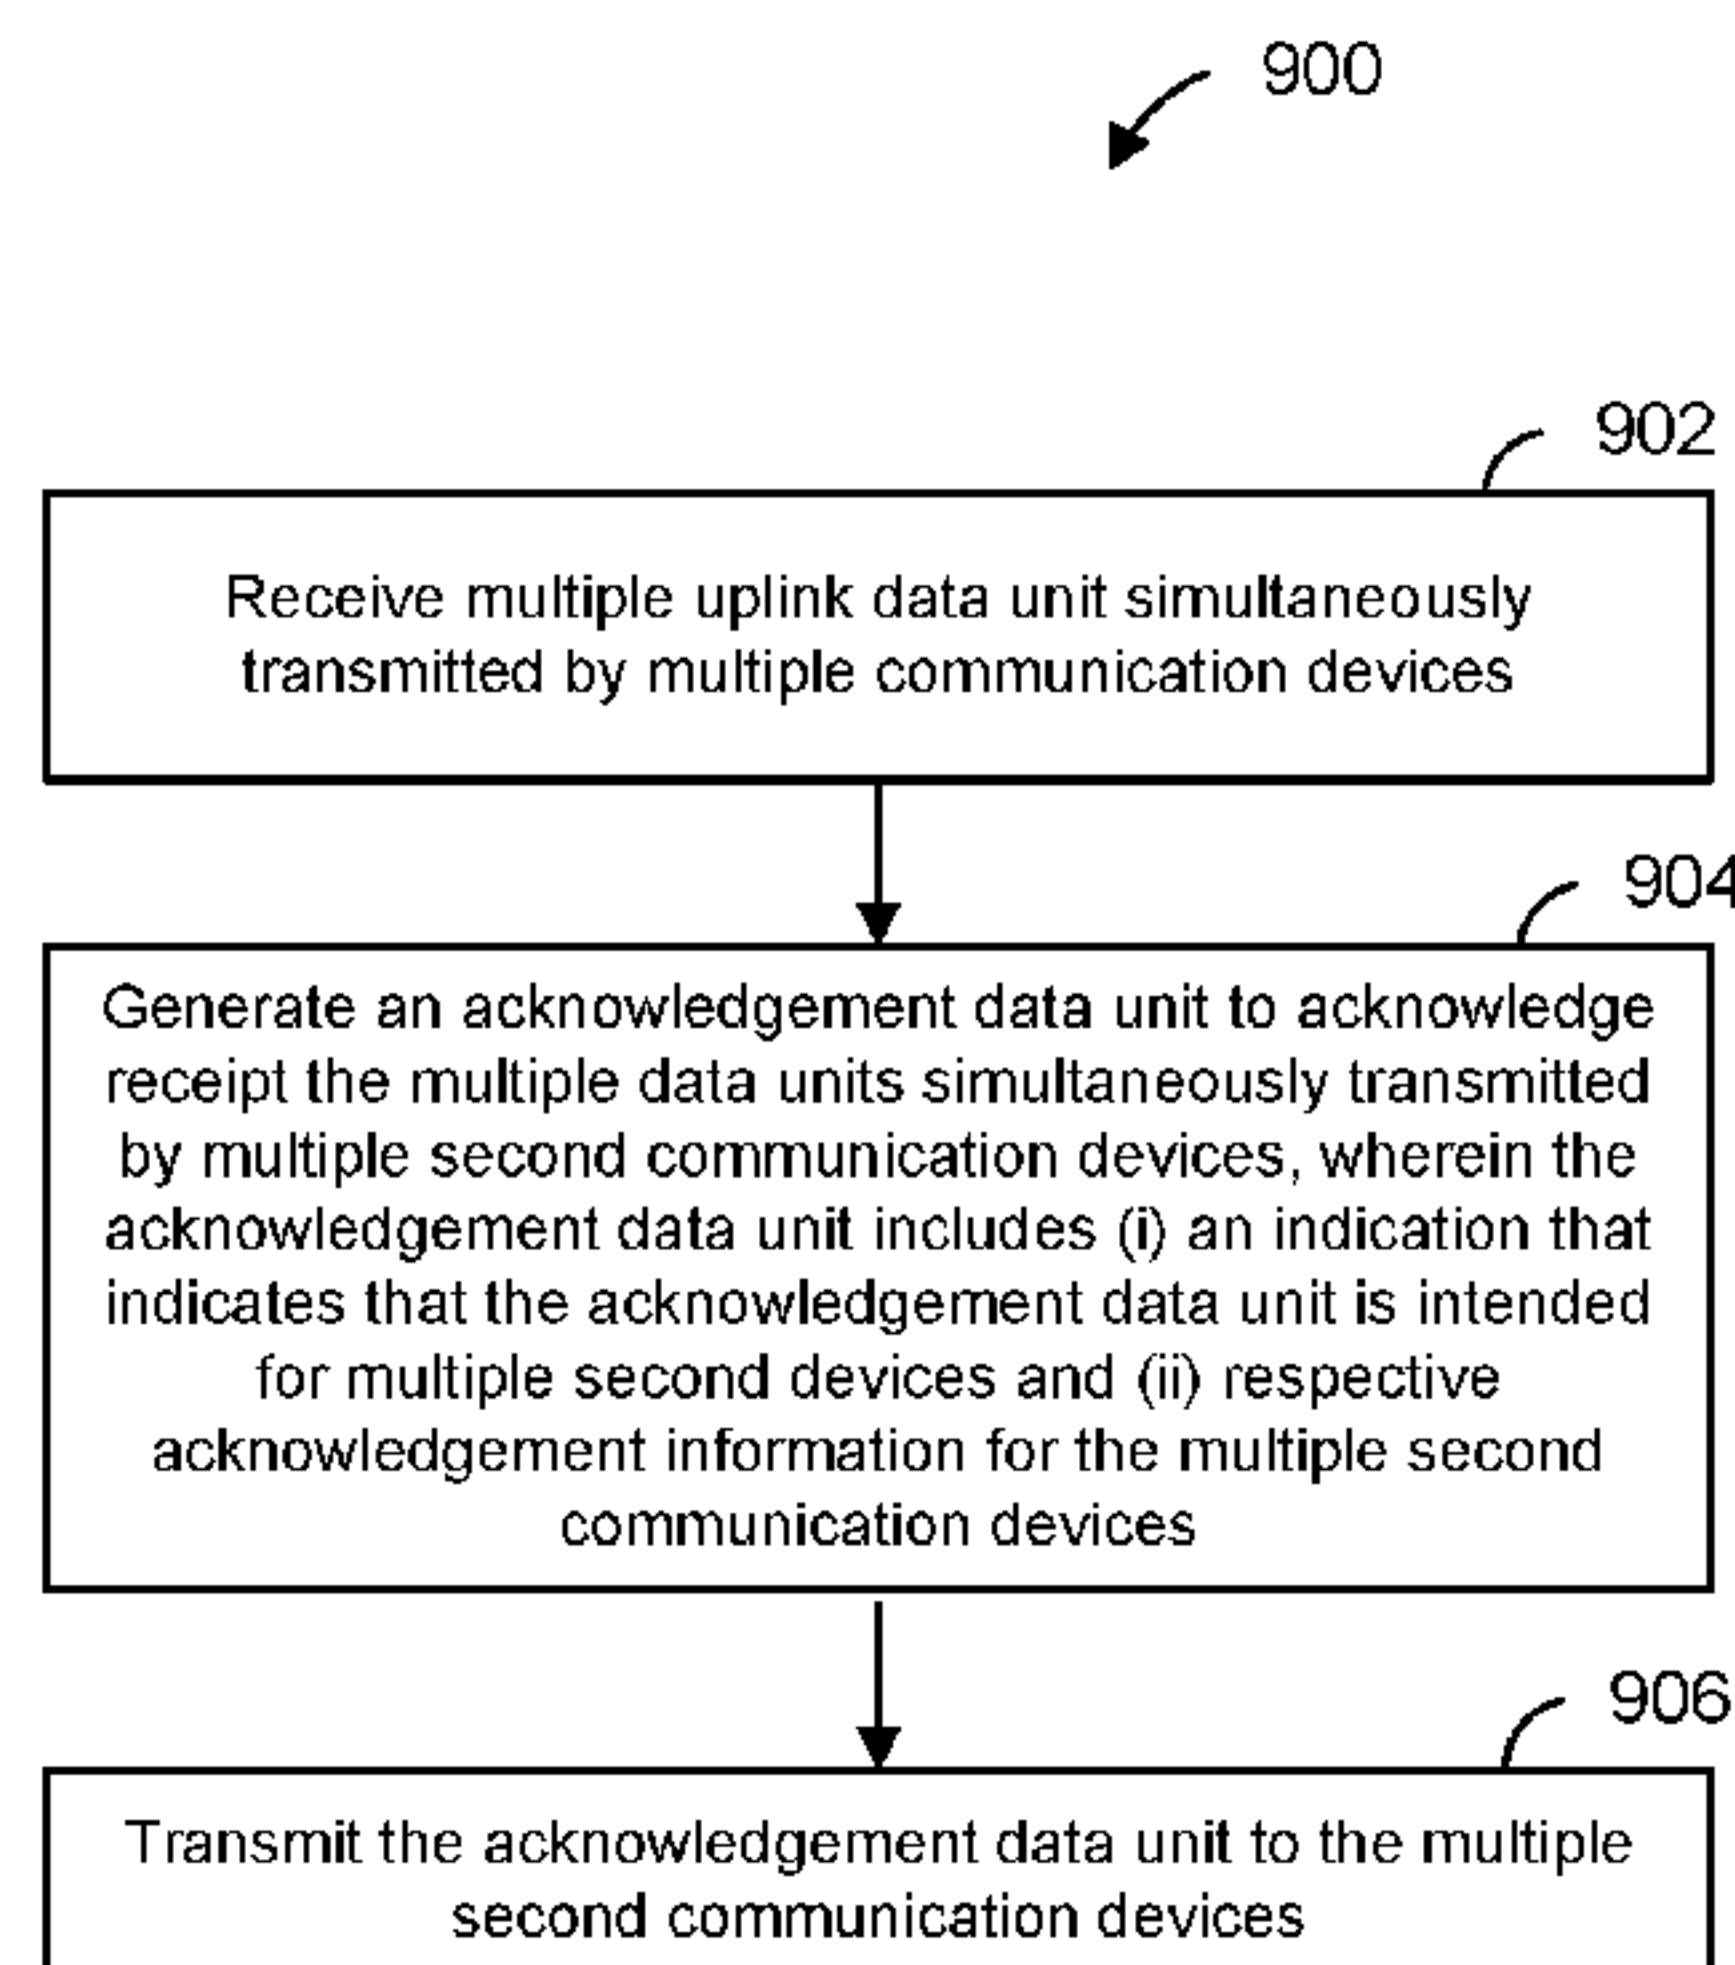 900
902
Receive multiple uplink data unit simultaneously
transmitted by multiple communication devices
904
Generate an acknowledgement data unit to acknowledge
receipt the multiple data units simultaneously transmitted
by multiple second communication devices, wherein the
acknowledgement data unit includes (i) an indication that
indicates that the acknowledgement data unit is intended
for multiple second devices and (ii) respective
acknowledgement information for the multiple second
communication devices
906
Transmit the acknowledgement data unit to the multiple
second communication devices